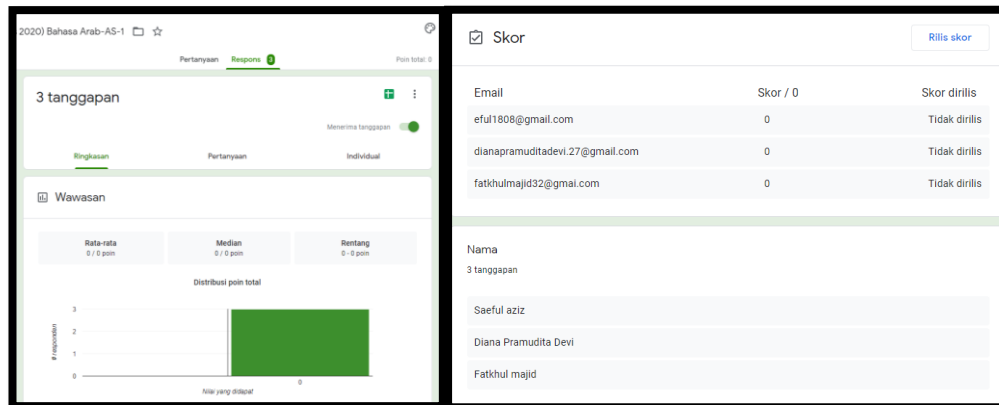 2020) Bahasa Arab-AS-1
Pertanyaan Respons 3 Poin total: 0
3 tanggapan
Menerima tanggapan
Ringkasan Pertanyaan Individual
Wawasan
Rata-rata Median Rentang
0 / 0 poin 0 / 0 poin 0 - 0 poin
Distribusi poin total
# responden
3
2
1
0
0
Nilai yang didapat
Skor Rilis skor
Email Skor / 0 Skor dirilis
eful1808@gmail.com 0 Tidak dirilis
dianapramuditadevi.27@gmail.com 0 Tidak dirilis
fatkhulmajid32@gmai.com 0 Tidak dirilis
Nama
3 tanggapan
Saeful aziz
Diana Pramudita Devi
Fatkhul majid